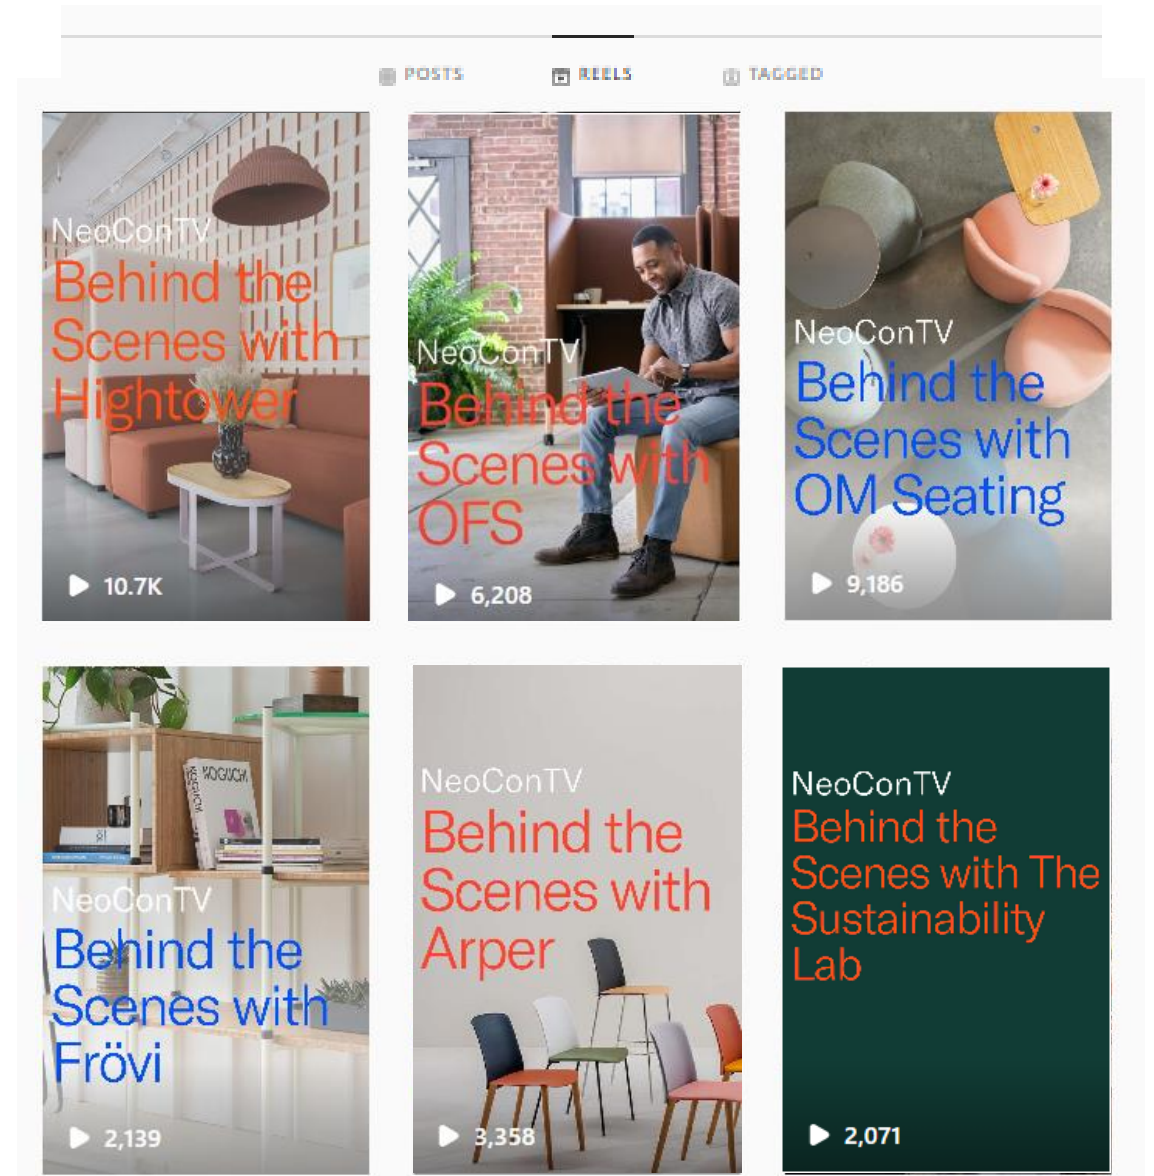 POSTS REELS TAGGED
NeoConTV
Behind the
Scenes with
Hightower
10.7K
NeoConTV
Behind the
Scenes with
OFS
6,208
NeoConTV
Behind the
Scenes with
OM Seating
9,186
NOGUCHI
NOGUCHI
NeoConTV
Behind the
Scenes with
Frövi
2,139
NeoConTV
Behind the
Scenes with
Arper
3,358
NeoConTV
Behind the
Scenes with The
Sustainability
Lab
2,071